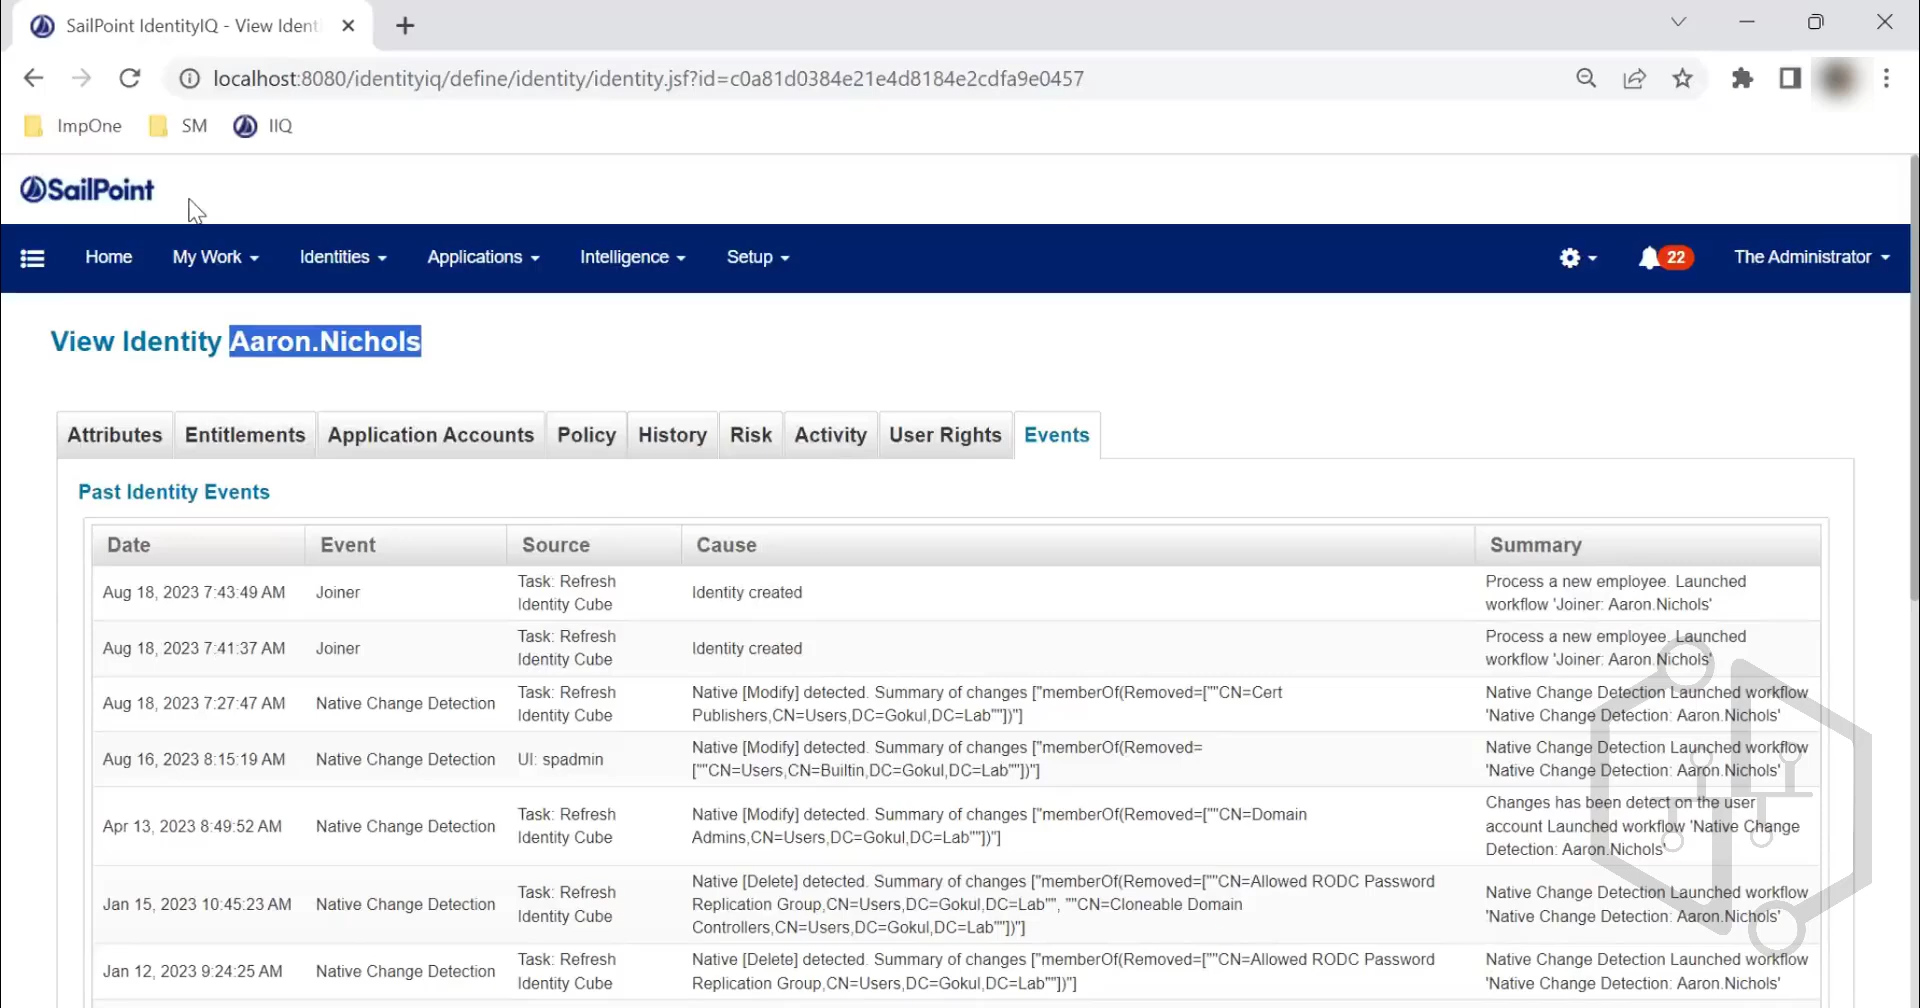 SailPoint IdentityIQ - View Identi
localhost:8080/identityiq/define/identity/identity.jsf?id=c0a81d0384e21e4d8184e2cdfa9e0457
ImpOne SM IIQ
SailPoint
Home My Work Identities Applications Intelligence Setup 22 The Administrator
View Identity Aaron.Nichols
Attributes Entitlements Application Accounts Policy History Risk Activity User Rights Events
Past Identity Events
Date Event Source Cause Summary
Aug 18, 2023 7:43:49 AM Joiner Task: Refresh
Identity Cube
Identity created
Process a new employee. Launched
workflow 'Joiner: Aaron.Nichols'
Aug 18, 2023 7:41:37 AM Joiner Task: Refresh
Identity Cube
Identity created
Process a new employee. Launched
workflow 'Joiner: Aaron.Nichols'
Aug 18, 2023 7:27:47 AM Native Change Detection Task: Refresh
Identity Cube
Native [Modify] detected. Summary of changes ["memberOf(Removed=[""CN=Cert
Publishers,CN=Users,DC=Gokul,DC=Lab""])"]
Native Change Detection Launched workflow
'Native Change Detection: Aaron.Nichols'
Aug 16, 2023 8:15:19 AM Native Change Detection UI: spadmin
Native [Modify] detected. Summary of changes ["memberOf(Removed=
[""CN=Users,CN=Builtin,DC=Gokul,DC=Lab""])"]
Native Change Detection Launched workflow
'Native Change Detection: Aaron.Nichols'
Apr 13, 2023 8:49:52 AM Native Change Detection Task: Refresh
Identity Cube
Native [Modify] detected. Summary of changes ["memberOf(Removed=[""CN=Domain
Admins,CN=Users,DC=Gokul,DC=Lab""])"]
Changes has been detect on the user
account Launched workflow 'Native Change
Detection: Aaron.Nichols'
Jan 15, 2023 10:45:23 AM Native Change Detection Task: Refresh
Identity Cube
Native [Delete] detected. Summary of changes ["memberOf(Removed=[""CN=Allowed RODC Password
Replication Group,CN=Users,DC=Gokul,DC=Lab"", ""CN=Cloneable Domain
Controllers,CN=Users,DC=Gokul,DC=Lab""])"]
Native Change Detection Launched workflow
'Native Change Detection: Aaron.Nichols'
Jan 12, 2023 9:24:25 AM Native Change Detection Task: Refresh
Identity Cube
Native [Delete] detected. Summary of changes ["memberOf(Removed=[""CN=Allowed RODC Password
Replication Group,CN=Users,DC=Gokul,DC=Lab""])"]
Native Change Detection Launched workflow
'Native Change Detection: Aaron.Nichols'